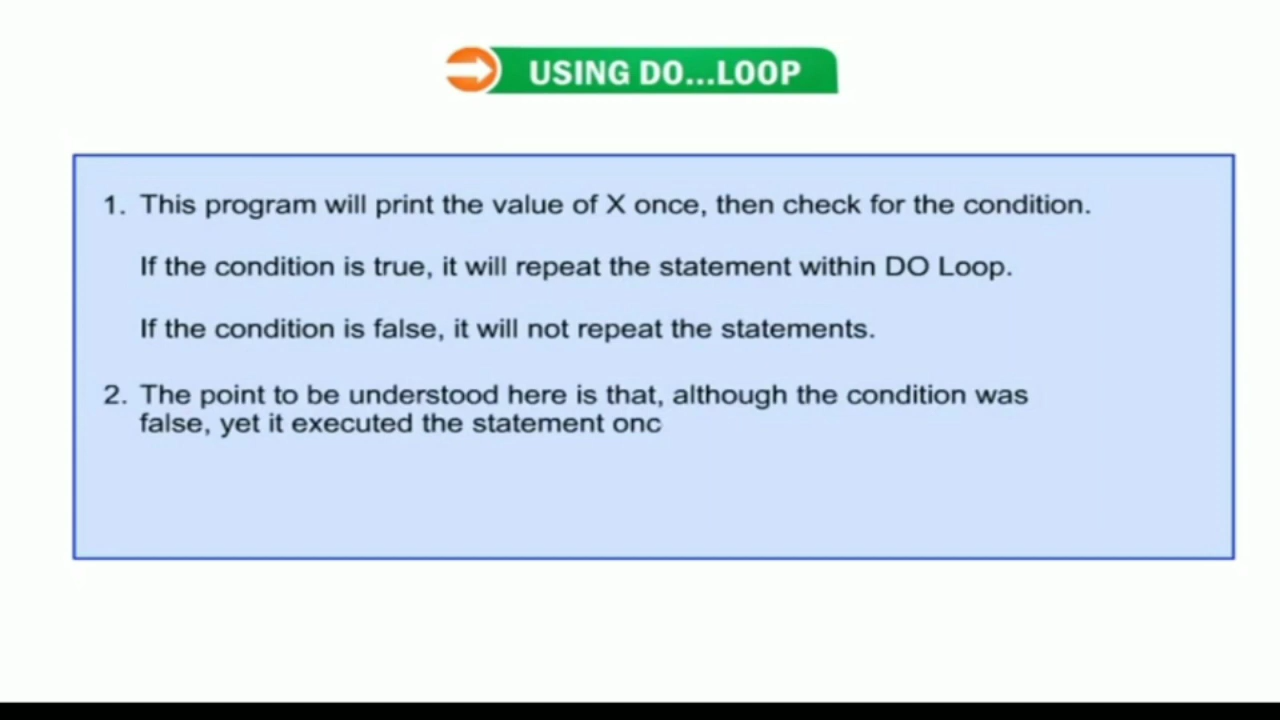 USING DO...LOOP
1. This program will print the value of X once, then check for the condition.
If the condition is true, it will repeat the statement within DO Loop.
If the condition is false, it will not repeat the statements.
2. The point to be understood here is that, although the condition was
false, yet it executed the statement onc